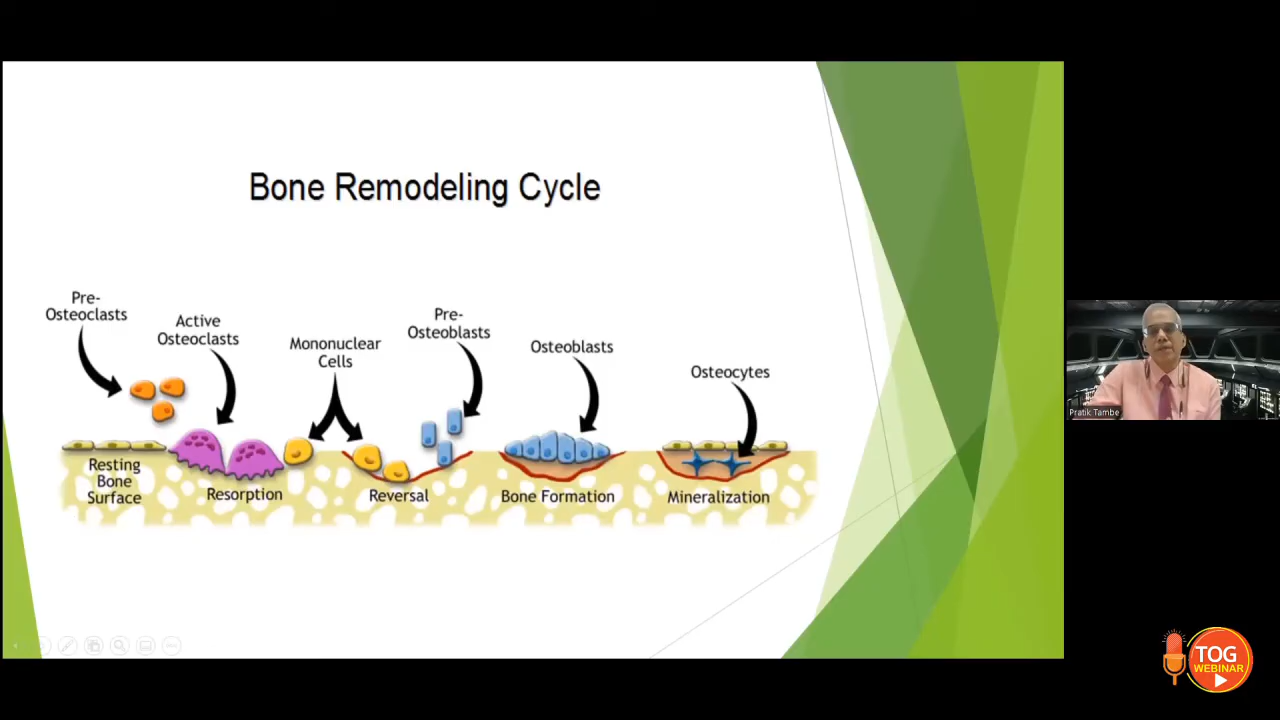 Bone Remodeling Cycle
Pre-
Osteoclasts
Active
Osteoclasts
Mononuclear
Cells
Pre-
Osteoblasts
Osteoblasts
Osteocytes
Resting
Bone
Surface
Resorption
Reversal
Bone Formation
Mineralization
Pratik Tambe
TOG
WEBINAR